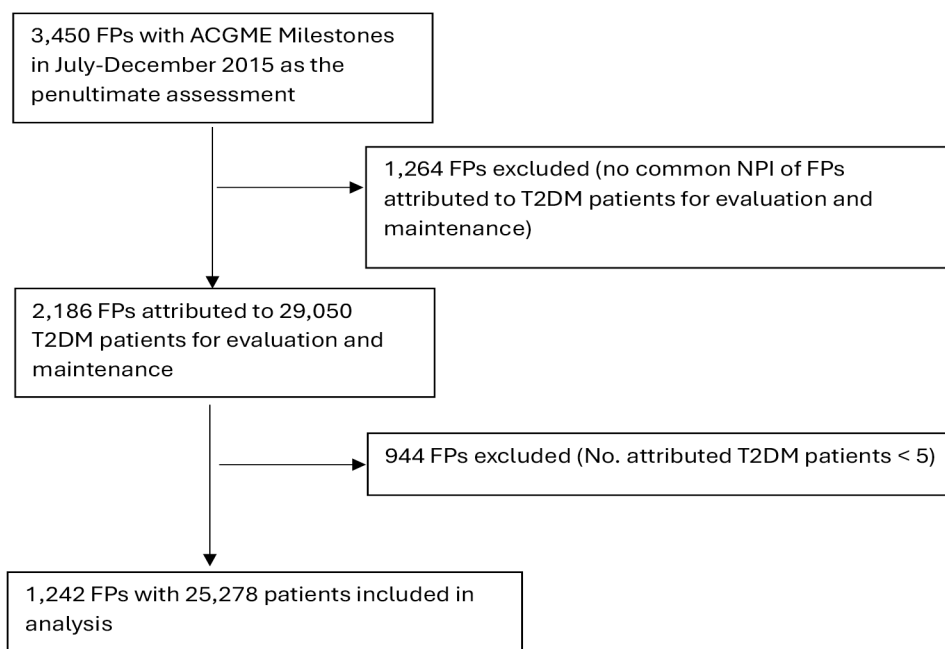 3,450 FPs with ACGME Milestones
in July-December 2015 as the
penultimate assessment
1,264 FPs excluded (no common NPI of FPs
attributed to T2DM patients for evaluation and
maintenance)
2,186 FPs attributed to 29,050
T2DM patients for evaluation and
maintenance
944 FPs excluded (No. attributed T2DM patients < 5)
1,242 FPs with 25,278 patients included in
analysis